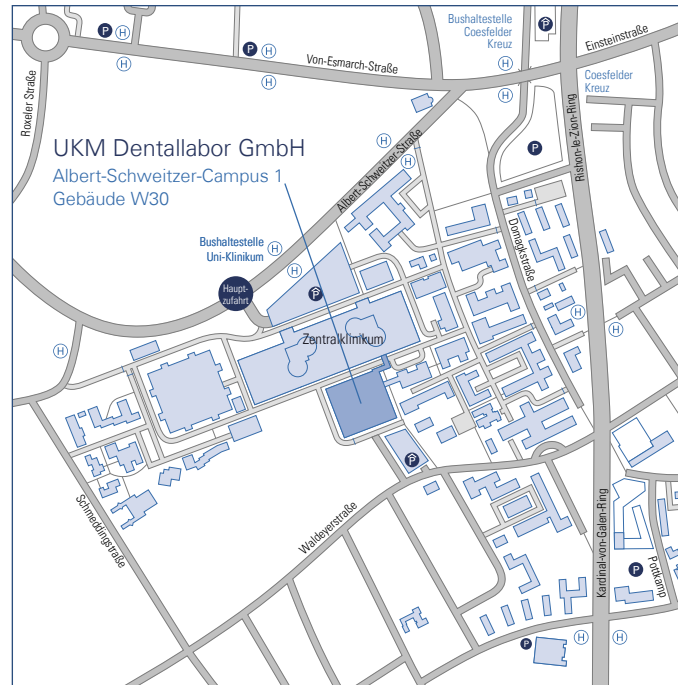 Bushaltestelle
Coesfelder
Kreuz
P
P
H
H
P
H
H
H
H
H
Einsteinstraße
Von-Esmarch-Straße
Roxeler Straße
Coesfelder
Kreuz
Rishon-le-Zion-Ring
UKM Dentallabor GmbH
Albert-Schweitzer-Campus 1
Gebäude W30
Albert-Schweitzer-Straße
H
H
P
Domagkstraße
Bushaltestelle
Uni-Klinikum
H
H
Haupt-
zufahrt
P
H
H
Zentralklinikum
H
P
Schmeddingstraße
Waldeyerstraße
Kardinal-von-Galen-Ring
P
Pottkamp
P
H
H